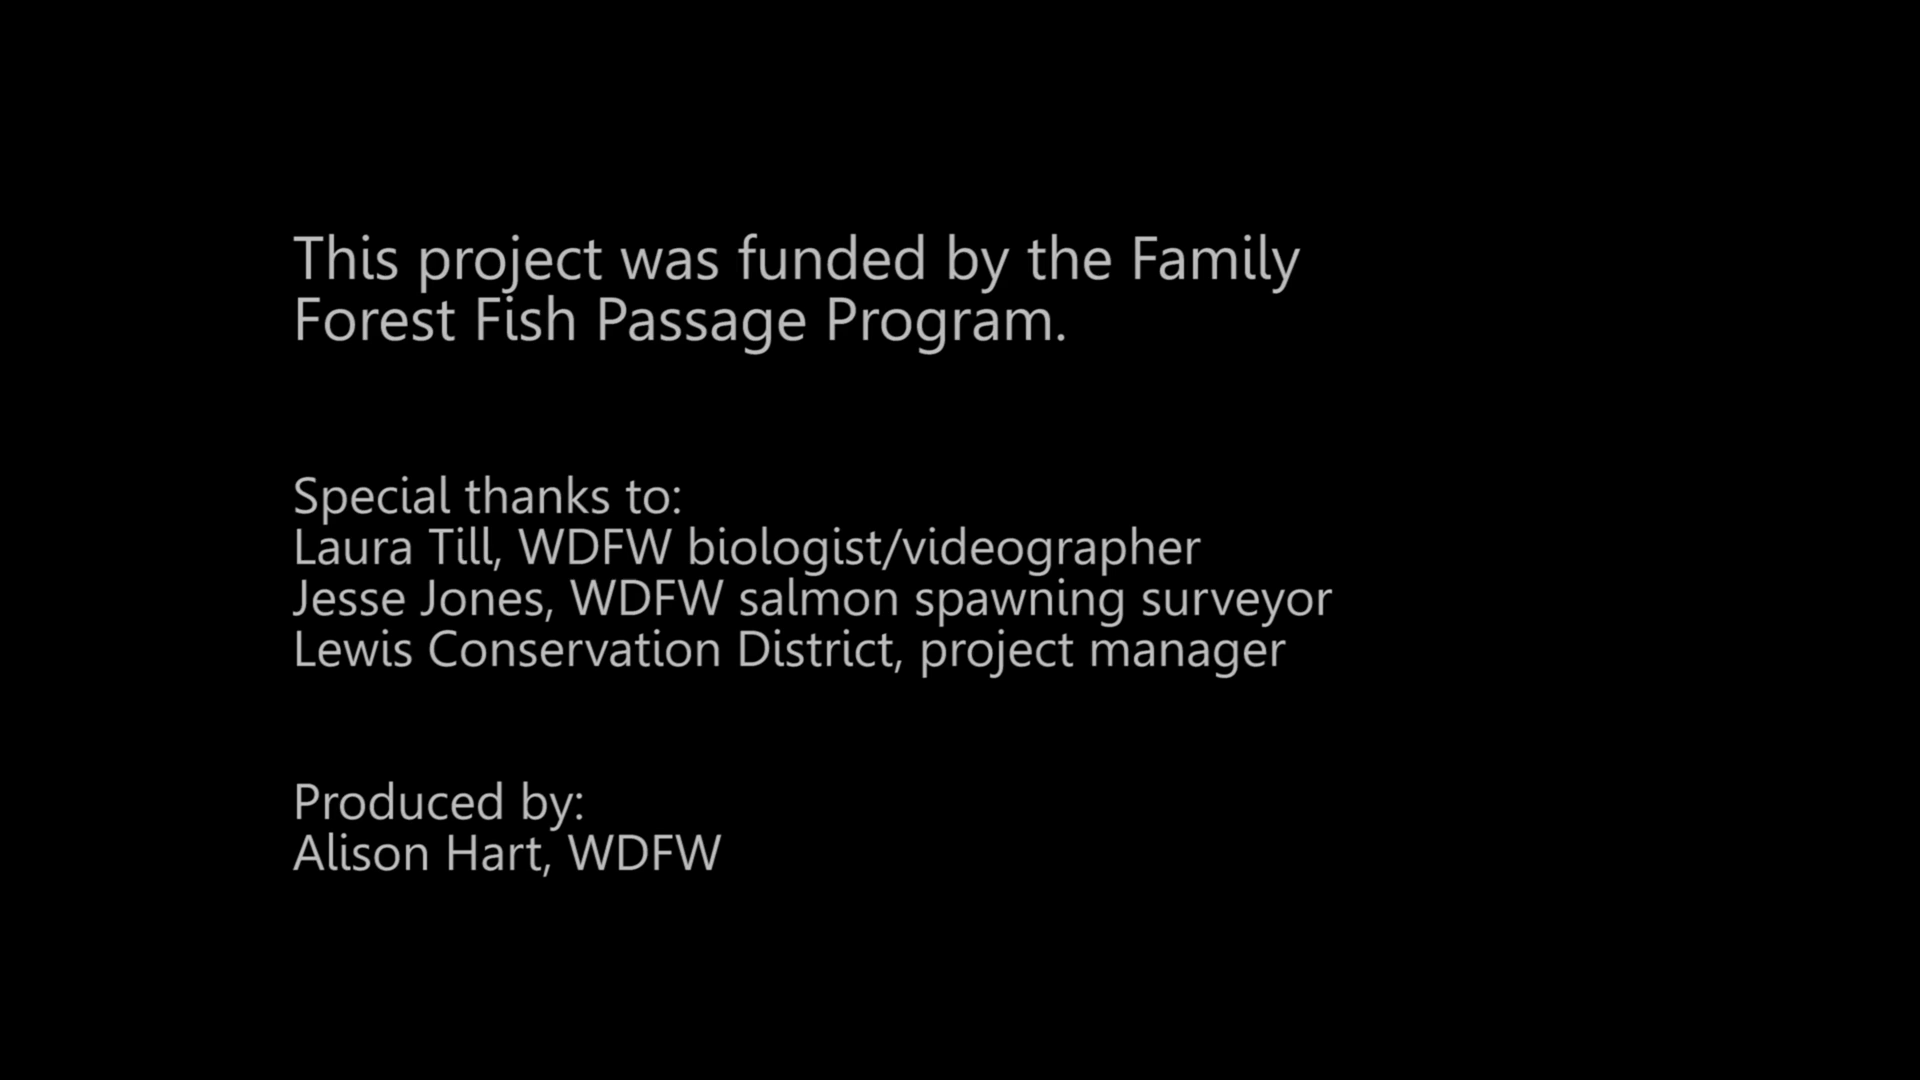 This project was funded by the Family
Forest Fish Passage Program.
Special thanks to:
Laura Till, WDFW biologist/videographer
Jesse Jones, WDFW salmon spawning surveyor
Lewis Conservation District, project manager
Produced by:
Alison Hart, WDFW